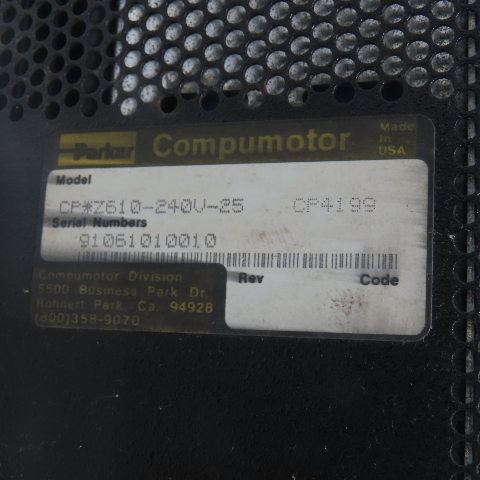 Parker Compumotor Made In USA
Model
CP*Z610-240V-25 CP4199
Serial Numbers
91061010010
Rev Code
Compumotor Division
5500 Business Park Dr.
Rohnert Park, Ca. 94928
(800)358-9070